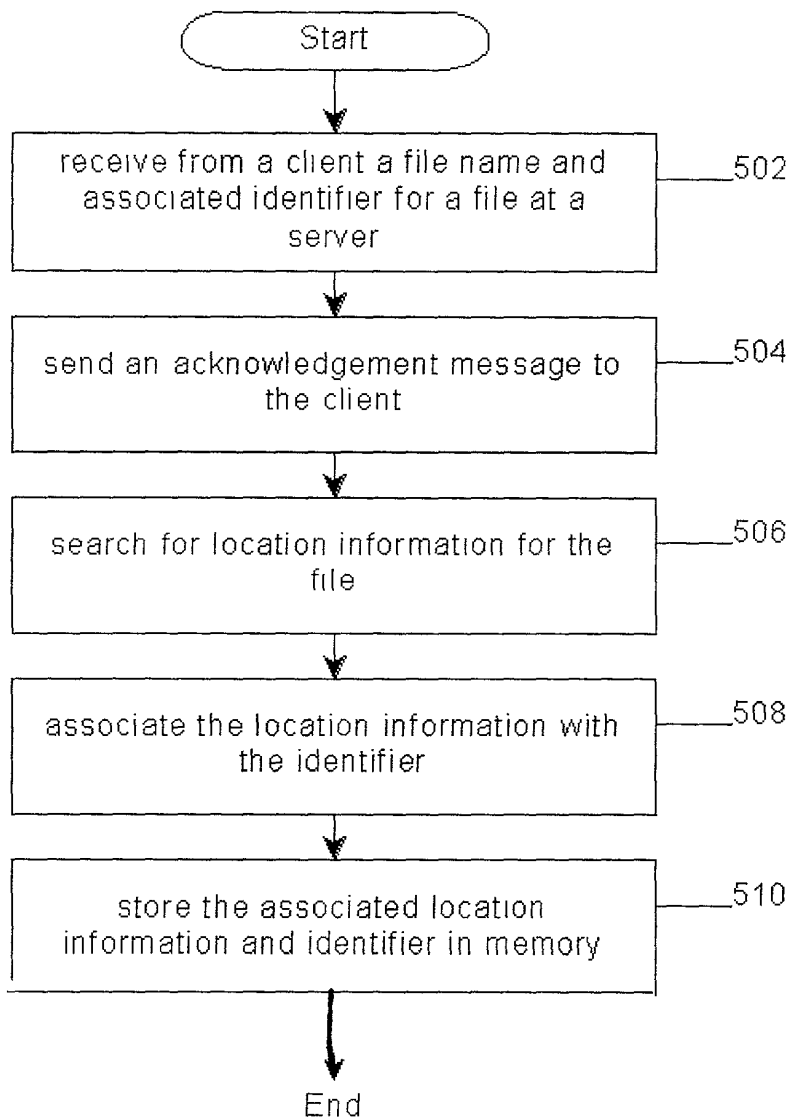 Start
receive from a client a file name and
associated identifier for a file at a
server
502
send an acknowledgement message to
the client
504
search for location information for the
file
506
associate the location information with
the identifier
508
store the associated location
information and identifier in memory
510
End